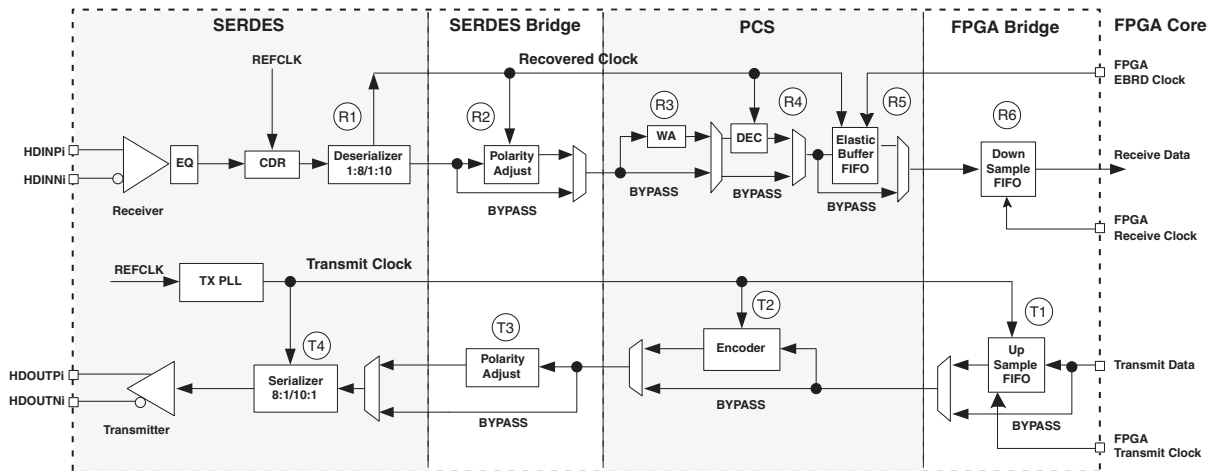 SERDES
SERDES Bridge
PCS
FPGA Bridge
FPGA Core
REFCLK
Recovered Clock
FPGA
EBRD Clock
R1
R2
R3
R4
R5
R6
HDINPi
HDINNi
EQ
CDR
Deserializer
1:8/1:10
Polarity
Adjust
WA
DEC
Elastic
Buffer
FIFO
Down
Sample
FIFO
Receive Data
BYPASS
BYPASS
BYPASS
BYPASS
Receiver
FPGA
Receive Clock
REFCLK
TX PLL
Transmit Clock
T1
T2
T3
T4
HDOUTPi
HDOUTNi
Serializer
8:1/10:1
Polarity
Adjust
Encoder
Up
Sample
FIFO
Transmit Data
Transmitter
BYPASS
BYPASS
BYPASS
FPGA
Transmit Clock